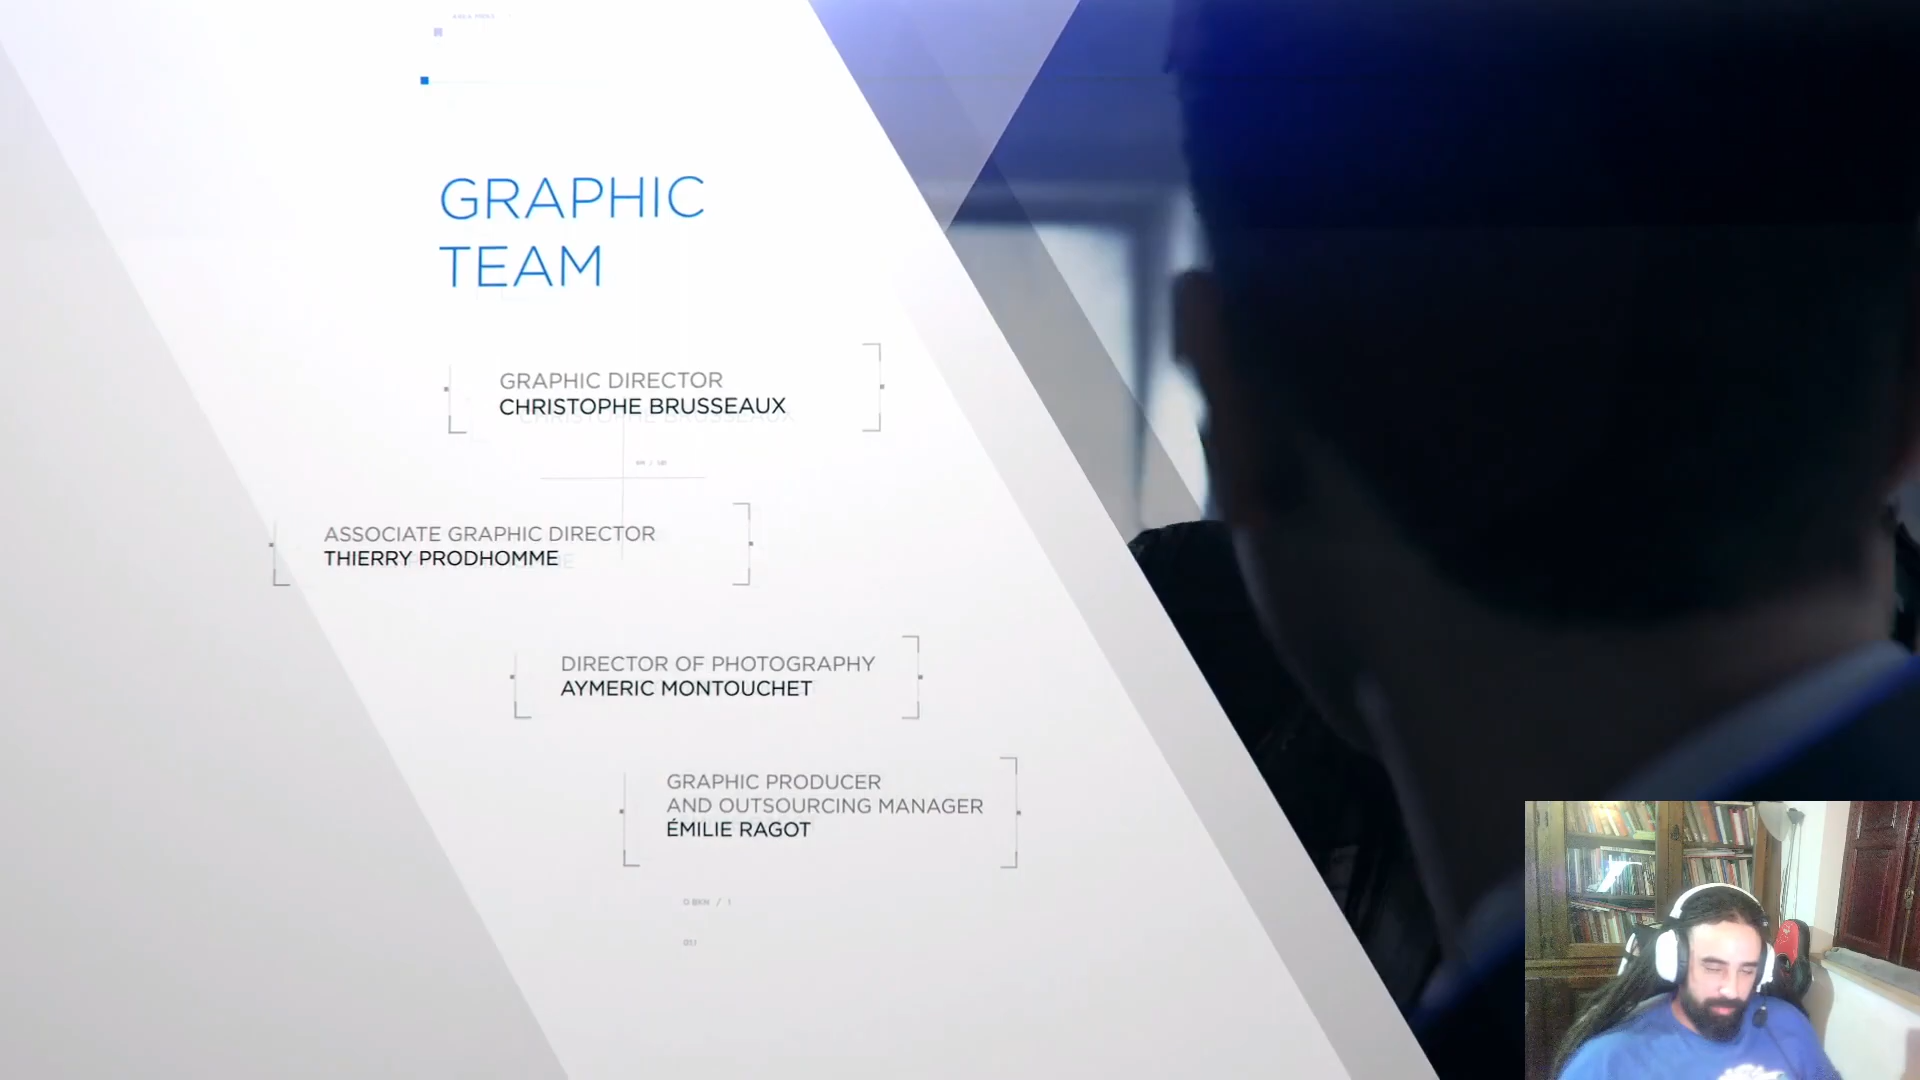 GRAPHIC
TEAM
GRAPHIC DIRECTOR
CHRISTOPHE BRUSSEAUX
ASSOCIATE GRAPHIC DIRECTOR
THIERRY PRODHOMME
DIRECTOR OF PHOTOGRAPHY
AYMERIC MONTOUCHET
GRAPHIC PRODUCER
AND OUTSOURCING MANAGER
ÉMILIE RAGOT